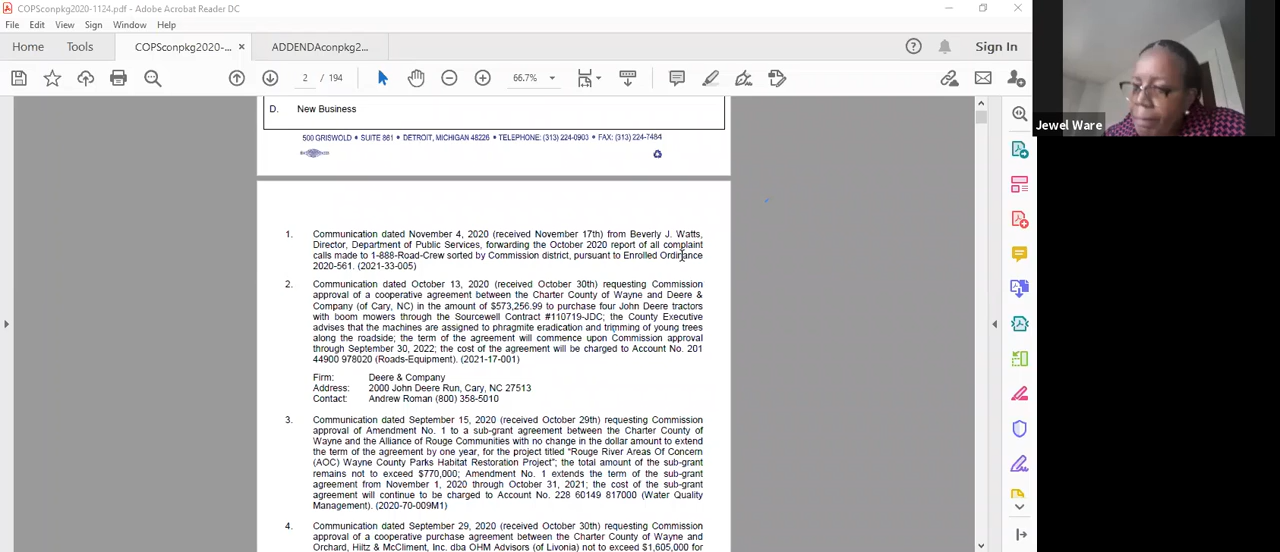 COPSconpkg2020-1124.pdf - Adobe Acrobat Reader DC
File Edit View Sign Window Help
Home Tools COPSconpkg2020-... × ADDENDAconpkg2... Sign In
2 / 194 66.7%
D. New Business
500 GRISWOLD • SUITE 861 • DETROIT, MICHIGAN 48226 • TELEPHONE: (313) 224-0903 • FAX: (313) 224-7484
Jewel Ware
1. Communication dated November 4, 2020 (received November 17th) from Beverly J. Watts,
Director, Department of Public Services, forwarding the October 2020 report of all complaint
calls made to 1-888-Road-Crew sorted by Commission district, pursuant to Enrolled Ordinance
2020-561. (2021-33-005)
2. Communication dated October 13, 2020 (received October 30th) requesting Commission
approval of a cooperative agreement between the Charter County of Wayne and Deere &
Company (of Cary, NC) in the amount of $573,256.99 to purchase four John Deere tractors
with boom mowers through the Sourcewell Contract #110719-JDC; the County Executive
advises that the machines are assigned to phragmite eradication and trimming of young trees
along the roadside; the term of the agreement will commence upon Commission approval
through September 30, 2022; the cost of the agreement will be charged to Account No. 201
44900 978020 (Roads-Equipment). (2021-17-001)
Firm: Deere & Company
Address: 2000 John Deere Run, Cary, NC 27513
Contact: Andrew Roman (800) 358-5010
3. Communication dated September 15, 2020 (received October 29th) requesting Commission
approval of Amendment No. 1 to a sub-grant agreement between the Charter County of
Wayne and the Alliance of Rouge Communities with no change in the dollar amount to extend
the term of the agreement by one year, for the project titled "Rouge River Areas Of Concern
(AOC) Wayne County Parks Habitat Restoration Project"; the total amount of the sub-grant
remains not to exceed $770,000; Amendment No. 1 extends the term of the sub-grant
agreement from November 1, 2020 through October 31, 2021; the cost of the sub-grant
agreement will continue to be charged to Account No. 228 60149 817000 (Water Quality
Management). (2020-70-009M1)
4. Communication dated September 29, 2020 (received October 30th) requesting Commission
approval of a cooperative purchase agreement between the Charter County of Wayne and
Orchard, Hiltz & McCliment, Inc. dba OHM Advisors (of Livonia) not to exceed $1,605,000 for